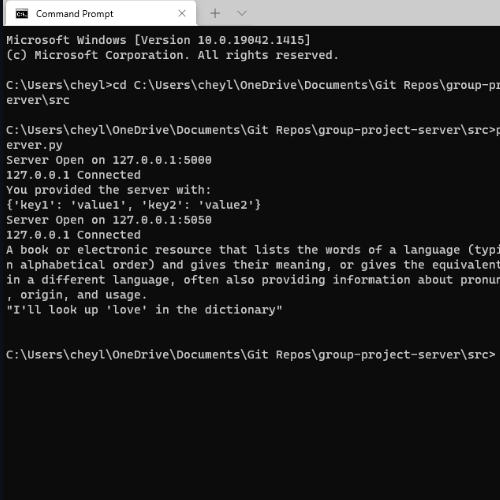 Command Prompt
Microsoft Windows [Version 10.0.19042.1415]
(c) Microsoft Corporation. All rights reserved.
C:\Users\cheyl>cd C:\Users\cheyl\OneDrive\Documents\Git Repos\group-pr
erver\src
C:\Users\cheyl\OneDrive\Documents\Git Repos\group-project-server\src>p
erver.py
Server Open on 127.0.0.1:5000
127.0.0.1 Connected
You provided the server with:
{'key1': 'value1', 'key2': 'value2'}
Server Open on 127.0.0.1:5050
127.0.0.1 Connected
A book or electronic resource that lists the words of a language (typi
n alphabetical order) and gives their meaning, or gives the equivalent
in a different language, often also providing information about pronun
, origin, and usage.
"I'll look up 'love' in the dictionary"
C:\Users\cheyl\OneDrive\Documents\Git Repos\group-project-server\src>